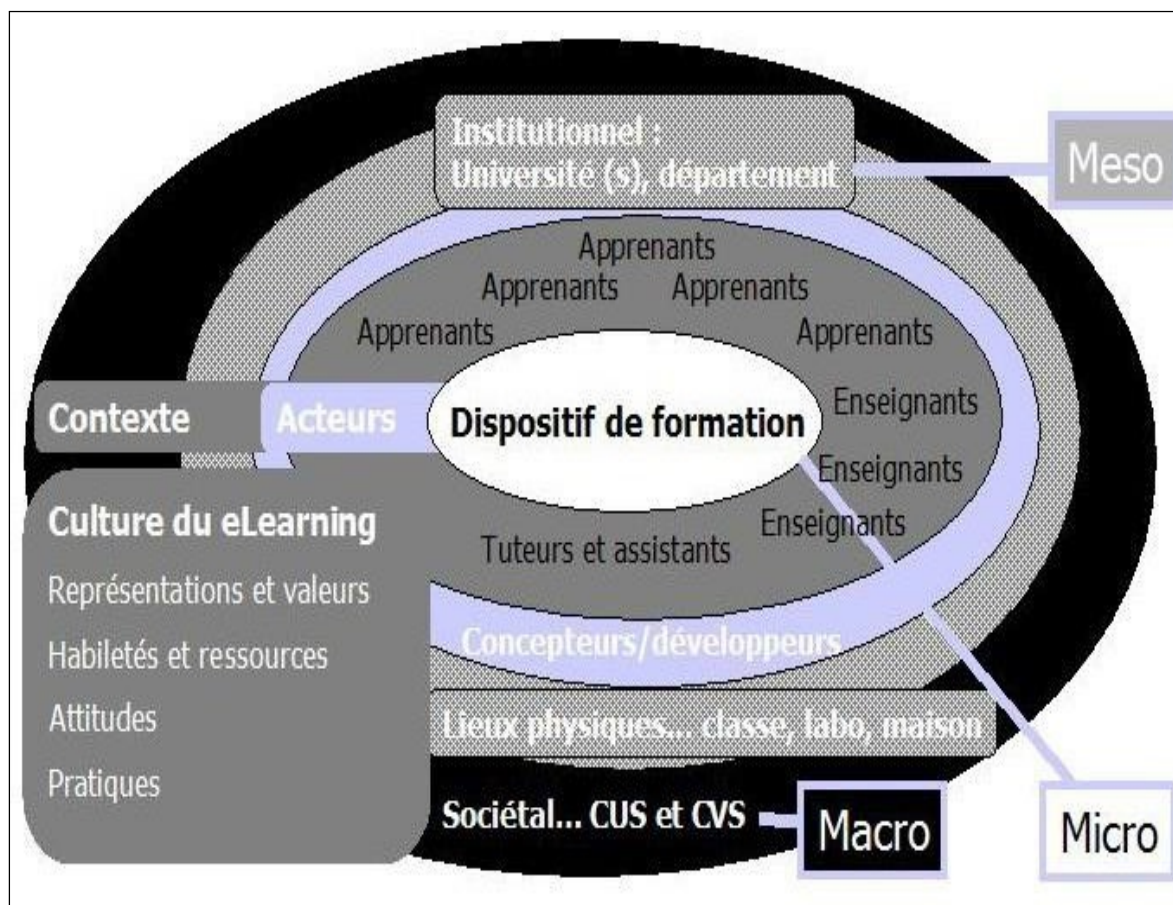 Institutionnel :
Université (s), département
Meso
Apprenants
Apprenants
Apprenants
Apprenants
Apprenants
Contexte
Acteurs
Dispositif de formation
Enseignants
Enseignants
Enseignants
Tuteurs et assistants
Culture du eLearning
Représentations et valeurs
Habiletés et ressources
Attitudes
Pratiques
Concepteurs/développeurs
Lieux physiques... classe, labo, maison
Sociétal... CUS et CVS
Macro
Micro